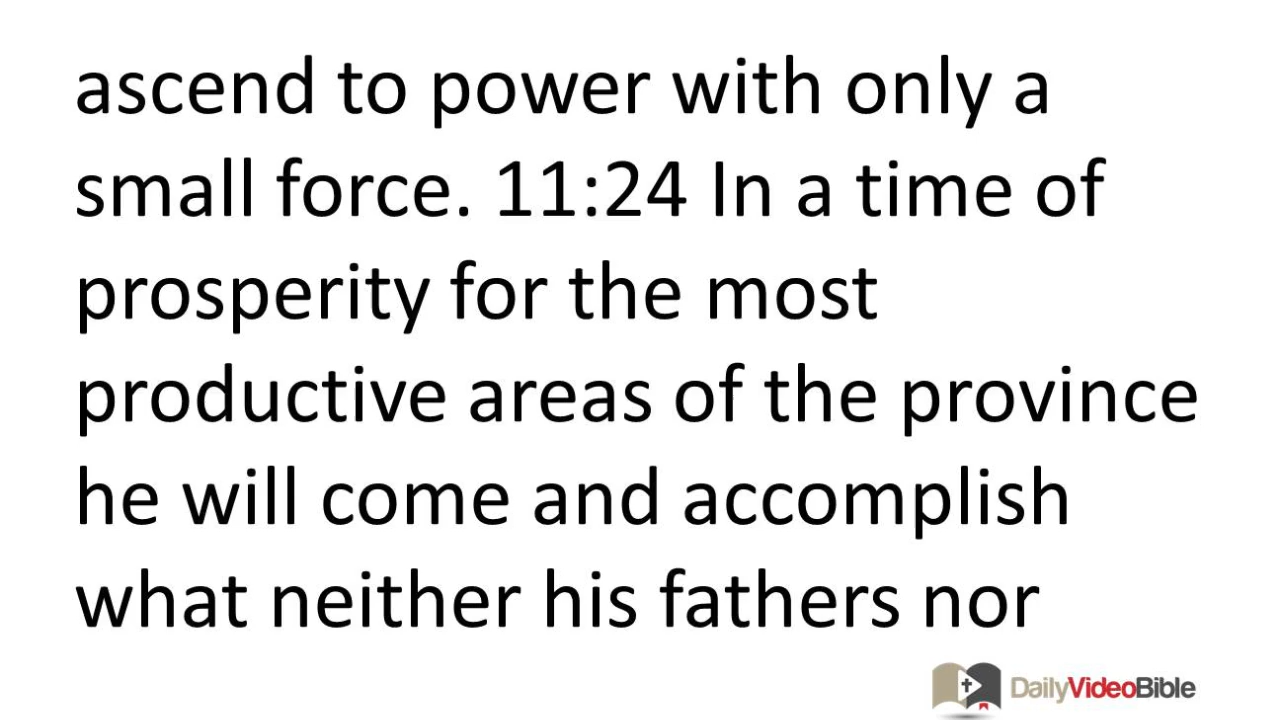 ascend to power with only a
small force. 11:24 In a time of
prosperity for the most
productive areas of the province
he will come and accomplish
what neither his fathers nor
DailyVideoBible